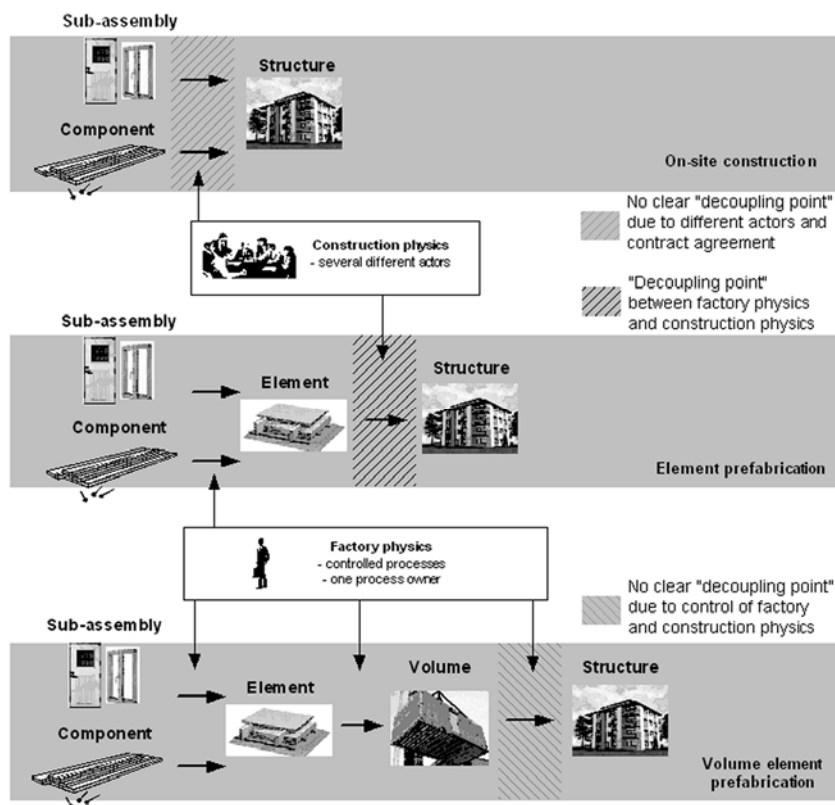 Sub-assembly
Structure
Component
On-site construction
No clear "decoupling point"
due to different actors and
contract agreement
Construction physics
- several different actors
"Decoupling point"
between factory physics
and construction physics
Sub-assembly
Element
Structure
Component
Element prefabrication
Factory physics
- controlled processes
- one process owner
No clear "decoupling point"
due to control of factory
and construction physics
Sub-assembly
Element
Volume
Structure
Component
Volume element
prefabrication